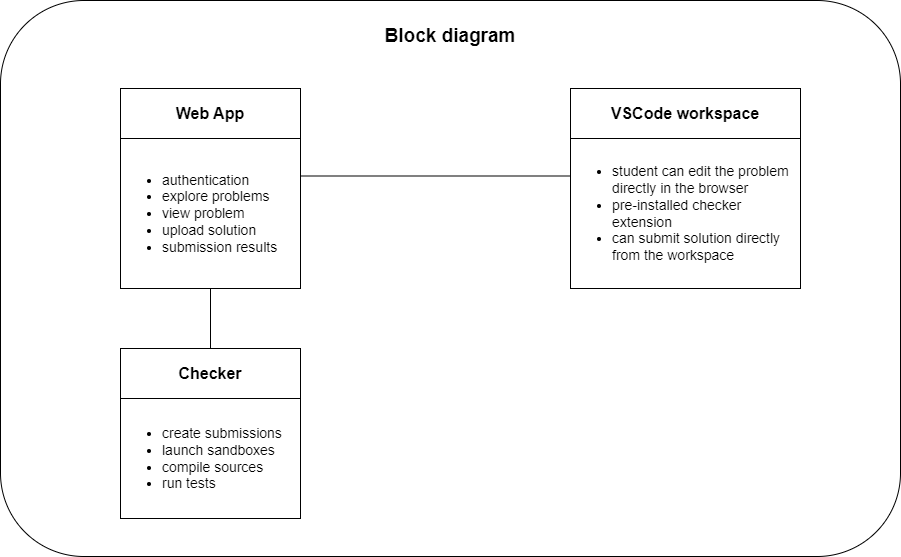 Block diagram
Web App
• authentication
• explore problems
• view problem
• upload solution
• submission results
VSCode workspace
• student can edit the problem
directly in the browser
• pre-installed checker
extension
• can submit solution directly
from the workspace
Checker
• create submissions
• launch sandboxes
• compile sources
• run tests